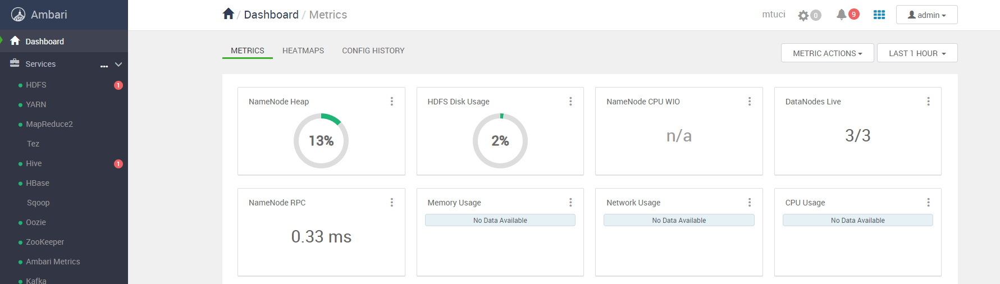 Ambari
/ Dashboard / Metrics
mtuci
0
9
admin
Dashboard
Services
...
HDFS
1
YARN
MapReduce2
Tez
Hive
1
HBase
Sqoop
Oozie
ZooKeeper
Ambari Metrics
Kafka
METRICS
HEATMAPS
CONFIG HISTORY
METRIC ACTIONS
LAST 1 HOUR
NameNode Heap
13%
HDFS Disk Usage
2%
NameNode CPU WIO
n/a
DataNodes Live
3/3
NameNode RPC
0.33 ms
Memory Usage
No Data Available
Network Usage
No Data Available
CPU Usage
No Data Available